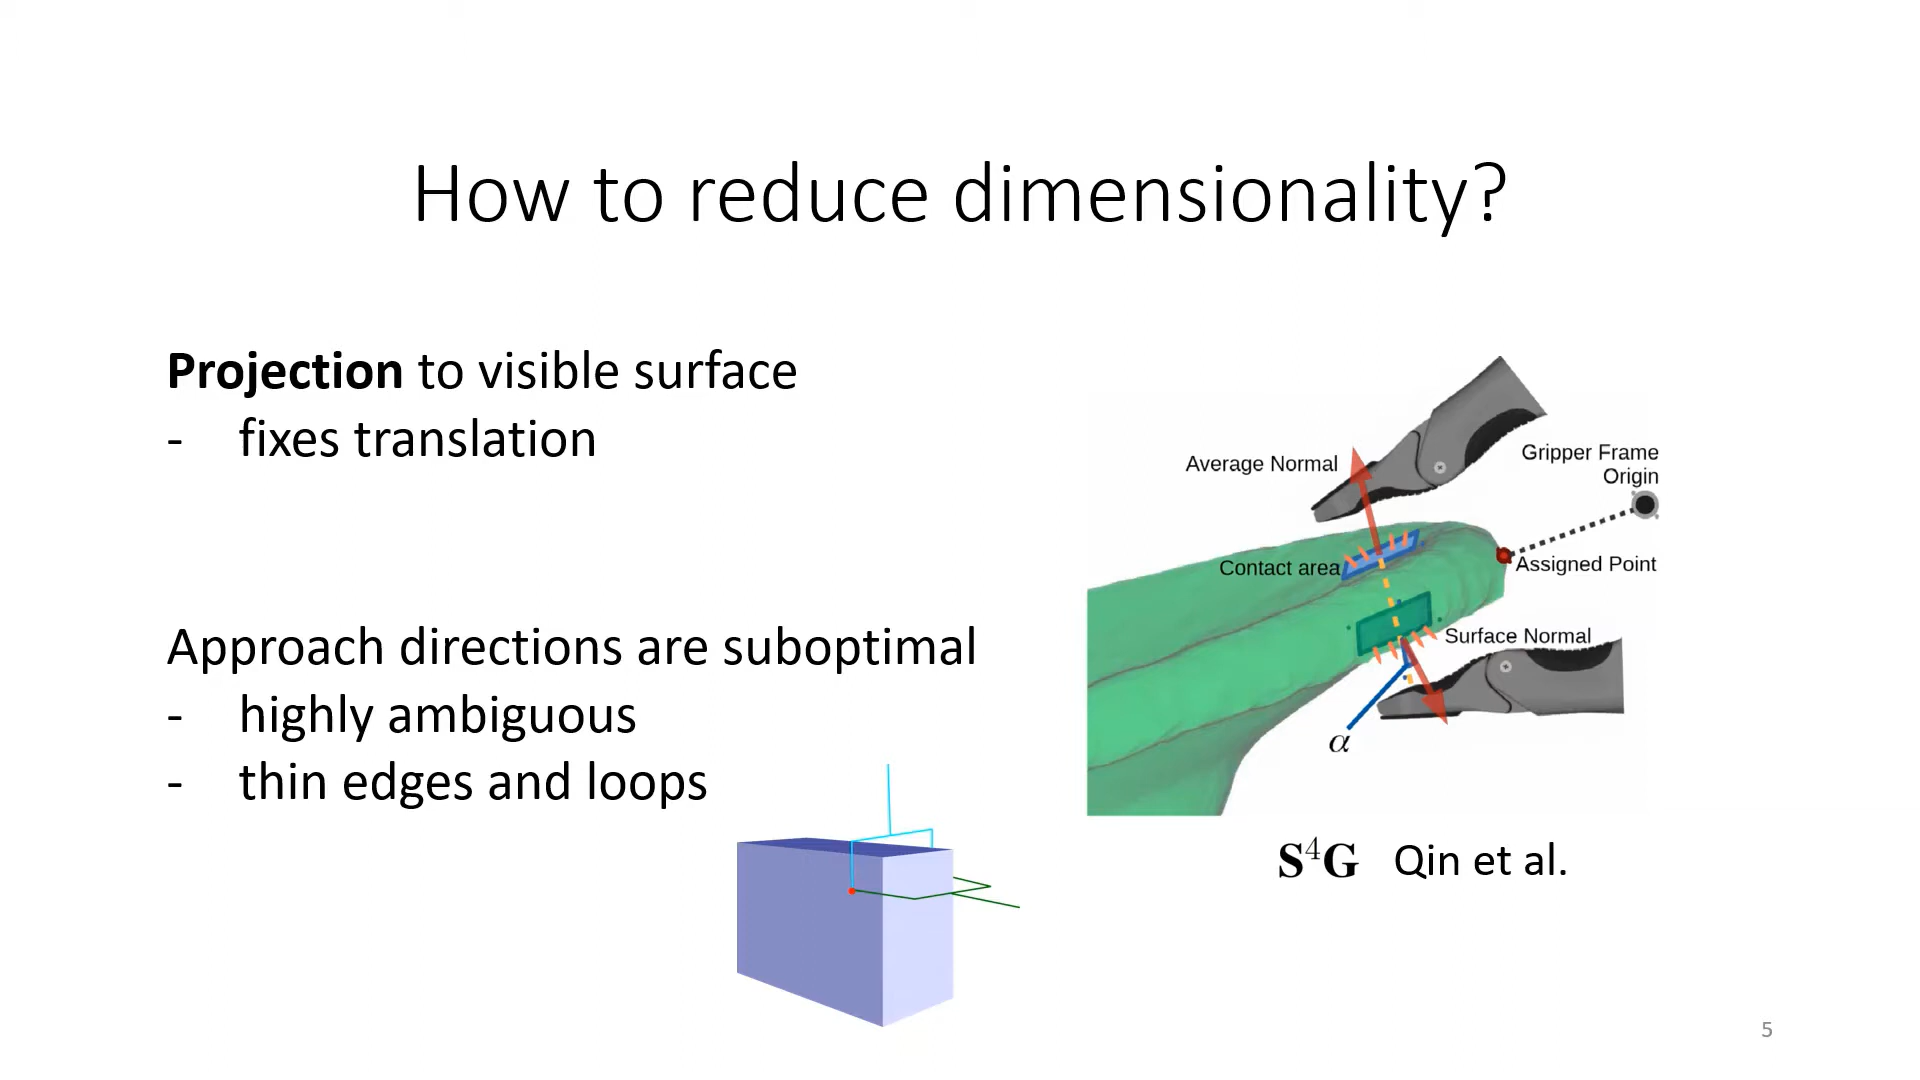 How to reduce dimensionality?
Projection to visible surface
- fixes translation
Approach directions are suboptimal
- highly ambiguous
- thin edges and loops
Average Normal
Gripper Frame
Origin
Contact area
Assigned Point
Surface Normal
α
S⁴G Qin et al.
5